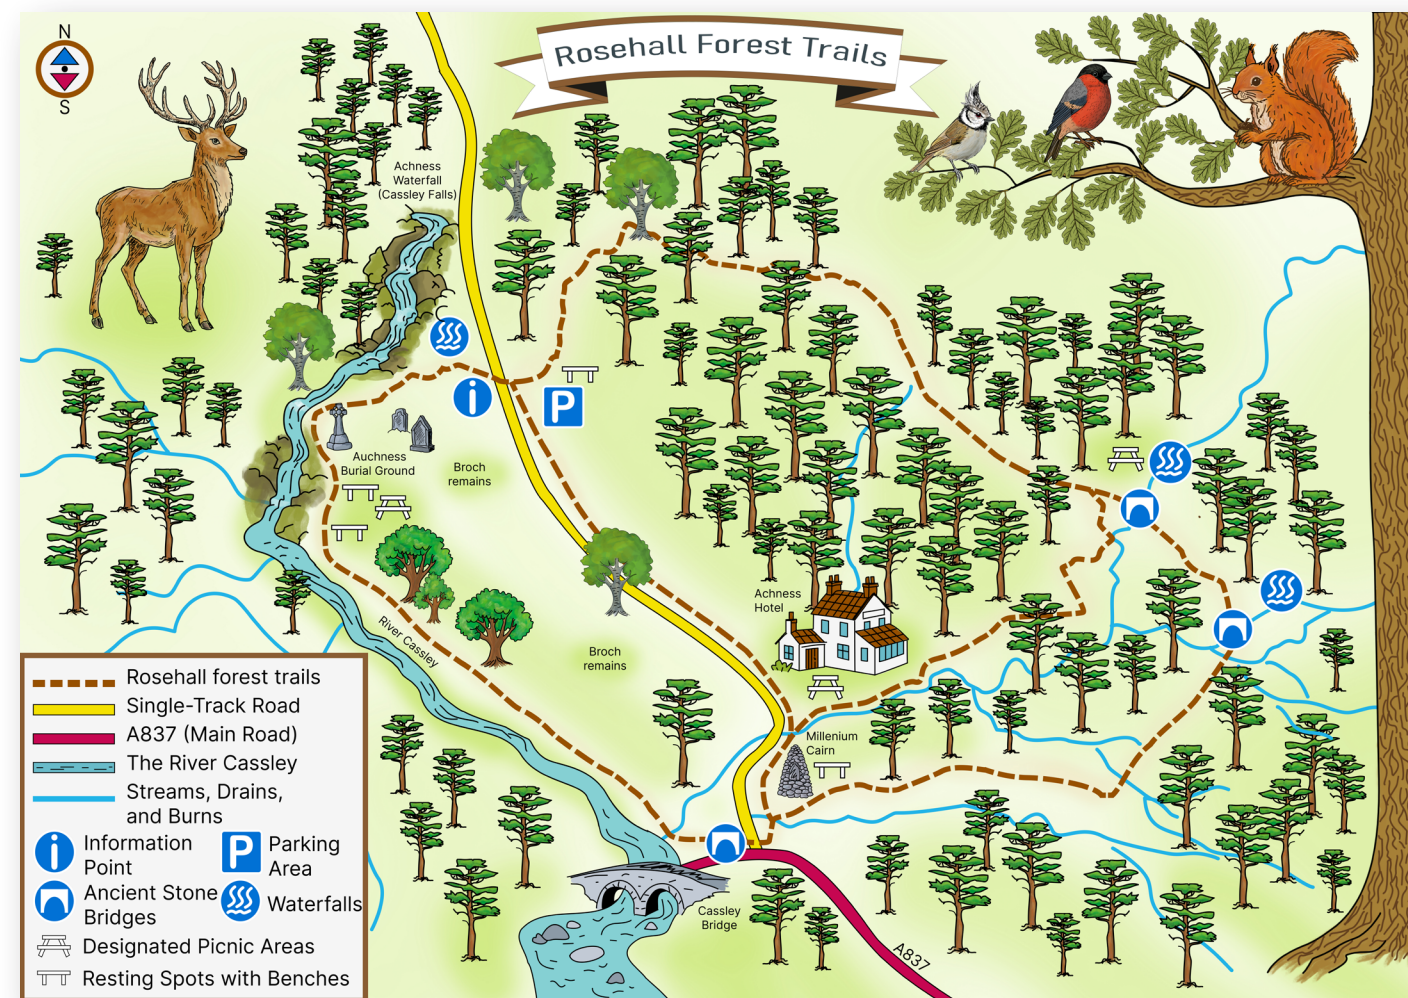 N
S
Rosehall Forest Trails
Achness
Waterfall
(Cassley Falls)
i
P
Auchness
Burial Ground
Broch
remains
Achness
Hotel
River Cassley
Broch
remains
Millenium
Cairn
Cassley
Bridge
A837
Rosehall forest trails
Single-Track Road
A837 (Main Road)
The River Cassley
Streams, Drains,
and Burns
i
Information
Point
P
Parking
Area
Ancient Stone
Bridges
Waterfalls
Designated Picnic Areas
Resting Spots with Benches